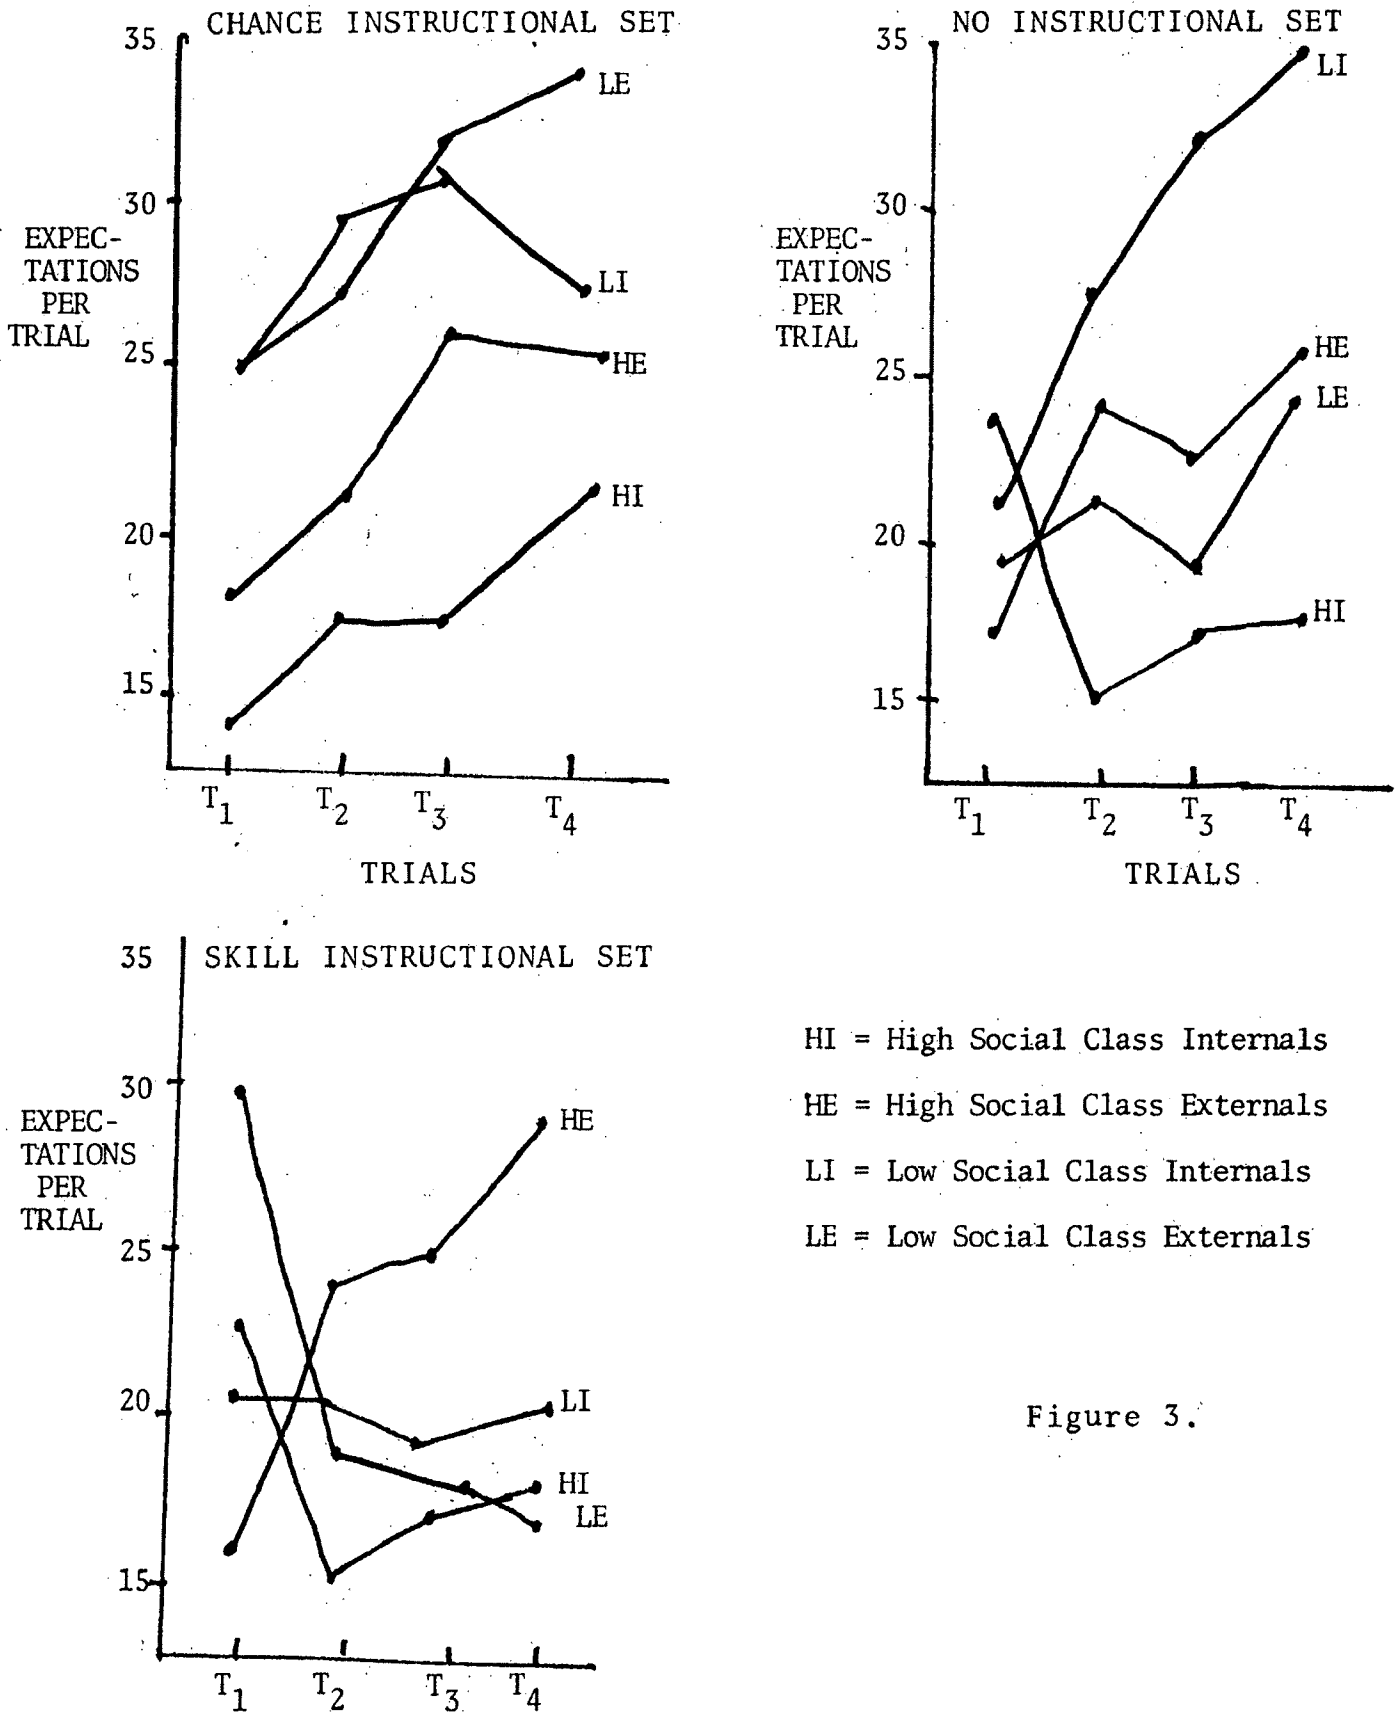 CHANCE INSTRUCTIONAL SET
35
30
25
20
15
EXPEC-
TATIONS
PER
TRIAL
LE
LI
HE
HI
T1 T2 T3 T4
TRIALS
NO INSTRUCTIONAL SET
35
30
25
20
15
EXPEC-
TATIONS
PER
TRIAL
LI
HE
LE
HI
T1 T2 T3 T4
TRIALS
SKILL INSTRUCTIONAL SET
35
30
25
20
15
EXPEC-
TATIONS
PER
TRIAL
HE
LI
HI
LE
T1 T2 T3 T4
HI = High Social Class Internals
HE = High Social Class Externals
LI = Low Social Class Internals
LE = Low Social Class Externals
Figure 3.